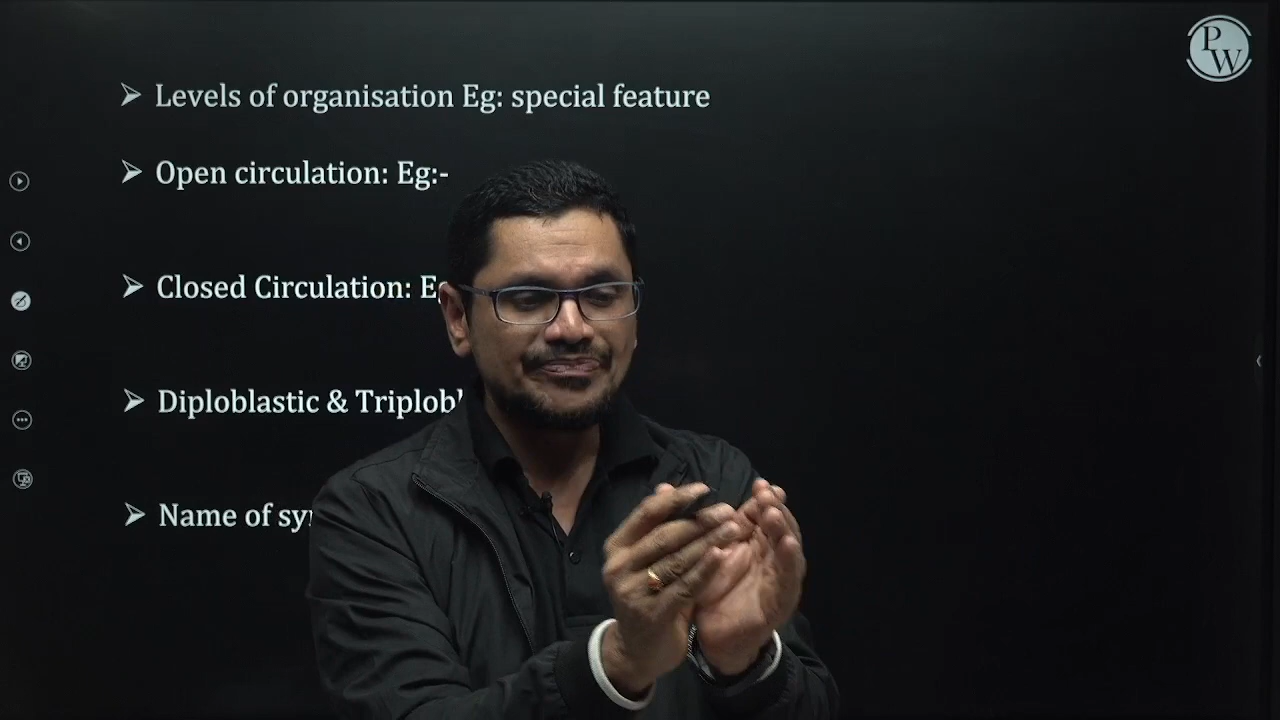 PW
Levels of organisation Eg: special feature
Open circulation: Eg:-
Closed Circulation:
Diploblastic &
Name of